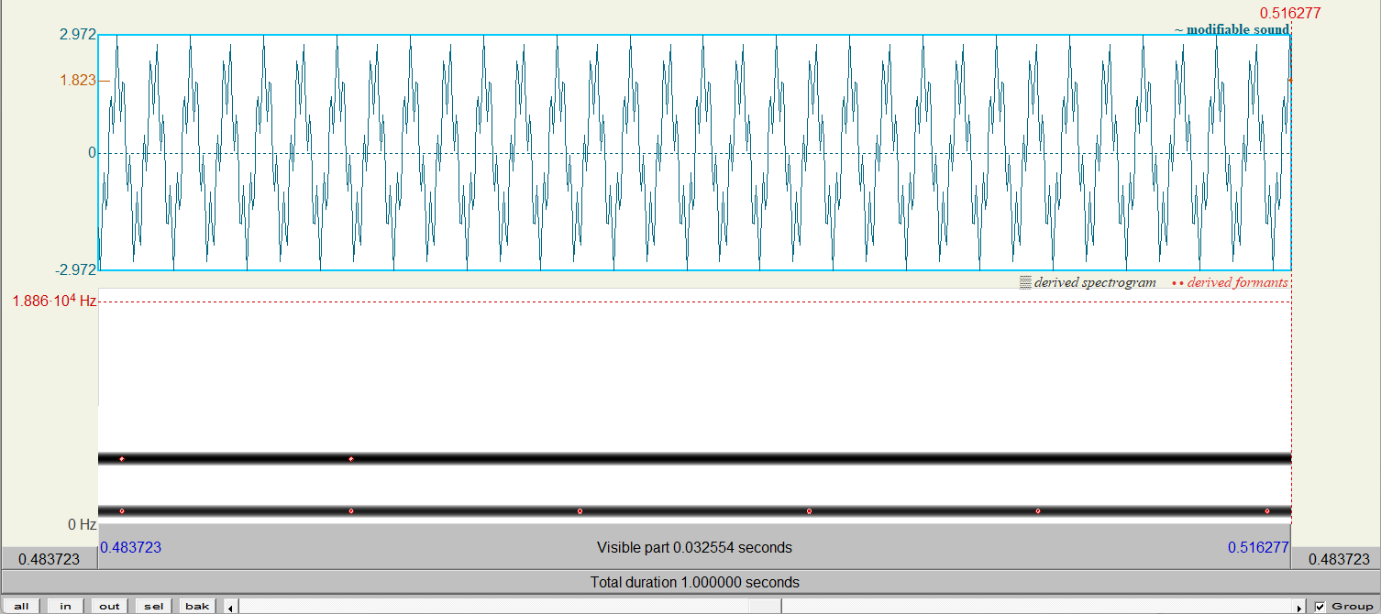 0.516277
~ modifiable sound
2.972
1.823
0
-2.972
derived spectrogram •• derived formants
1.886·10⁴ Hz
0 Hz
0.483723 Visible part 0.032554 seconds 0.516277
0.483723 0.483723
Total duration 1.000000 seconds
all in out sel bak Group